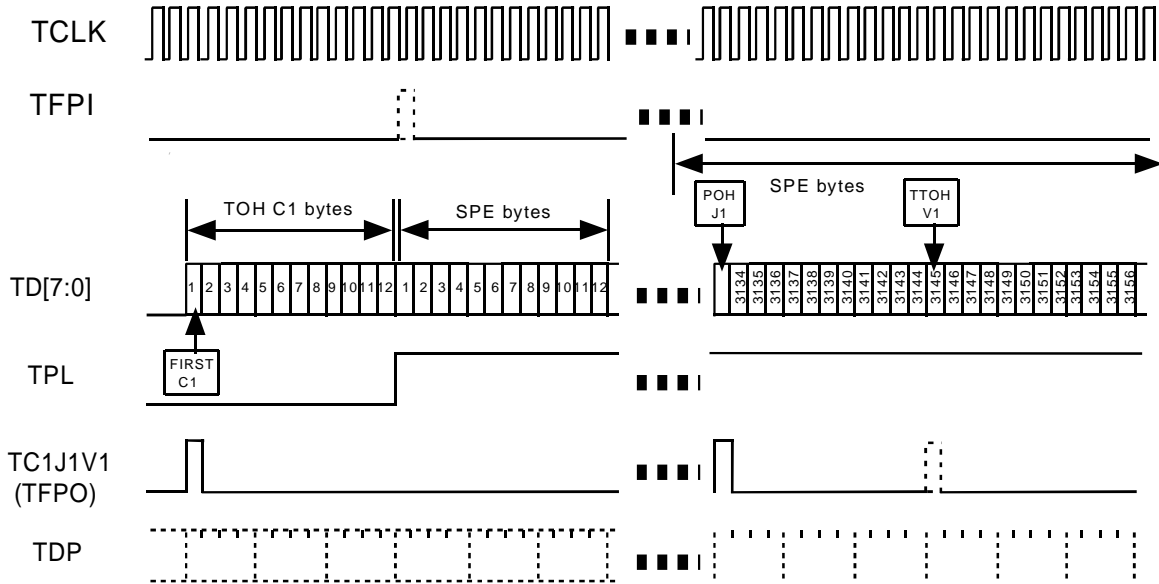 TCLK
TFPI
SPE bytes
POH
J1
TTOH
V1
TOH C1 bytes
SPE bytes
TD[7:0]
1 2 3 4 5 6 7 8 9 10 11 12 1 2 3 4 5 6 7 8 9 10 11 12
3134 3135 3136 3137 3138 3139 3140 3141 3142 3143 3144 3145 3146 3147 3148 3149 3150 3151 3152 3153 3154 3155 3156
FIRST
C1
TPL
TC1J1V1
(TFPO)
TDP